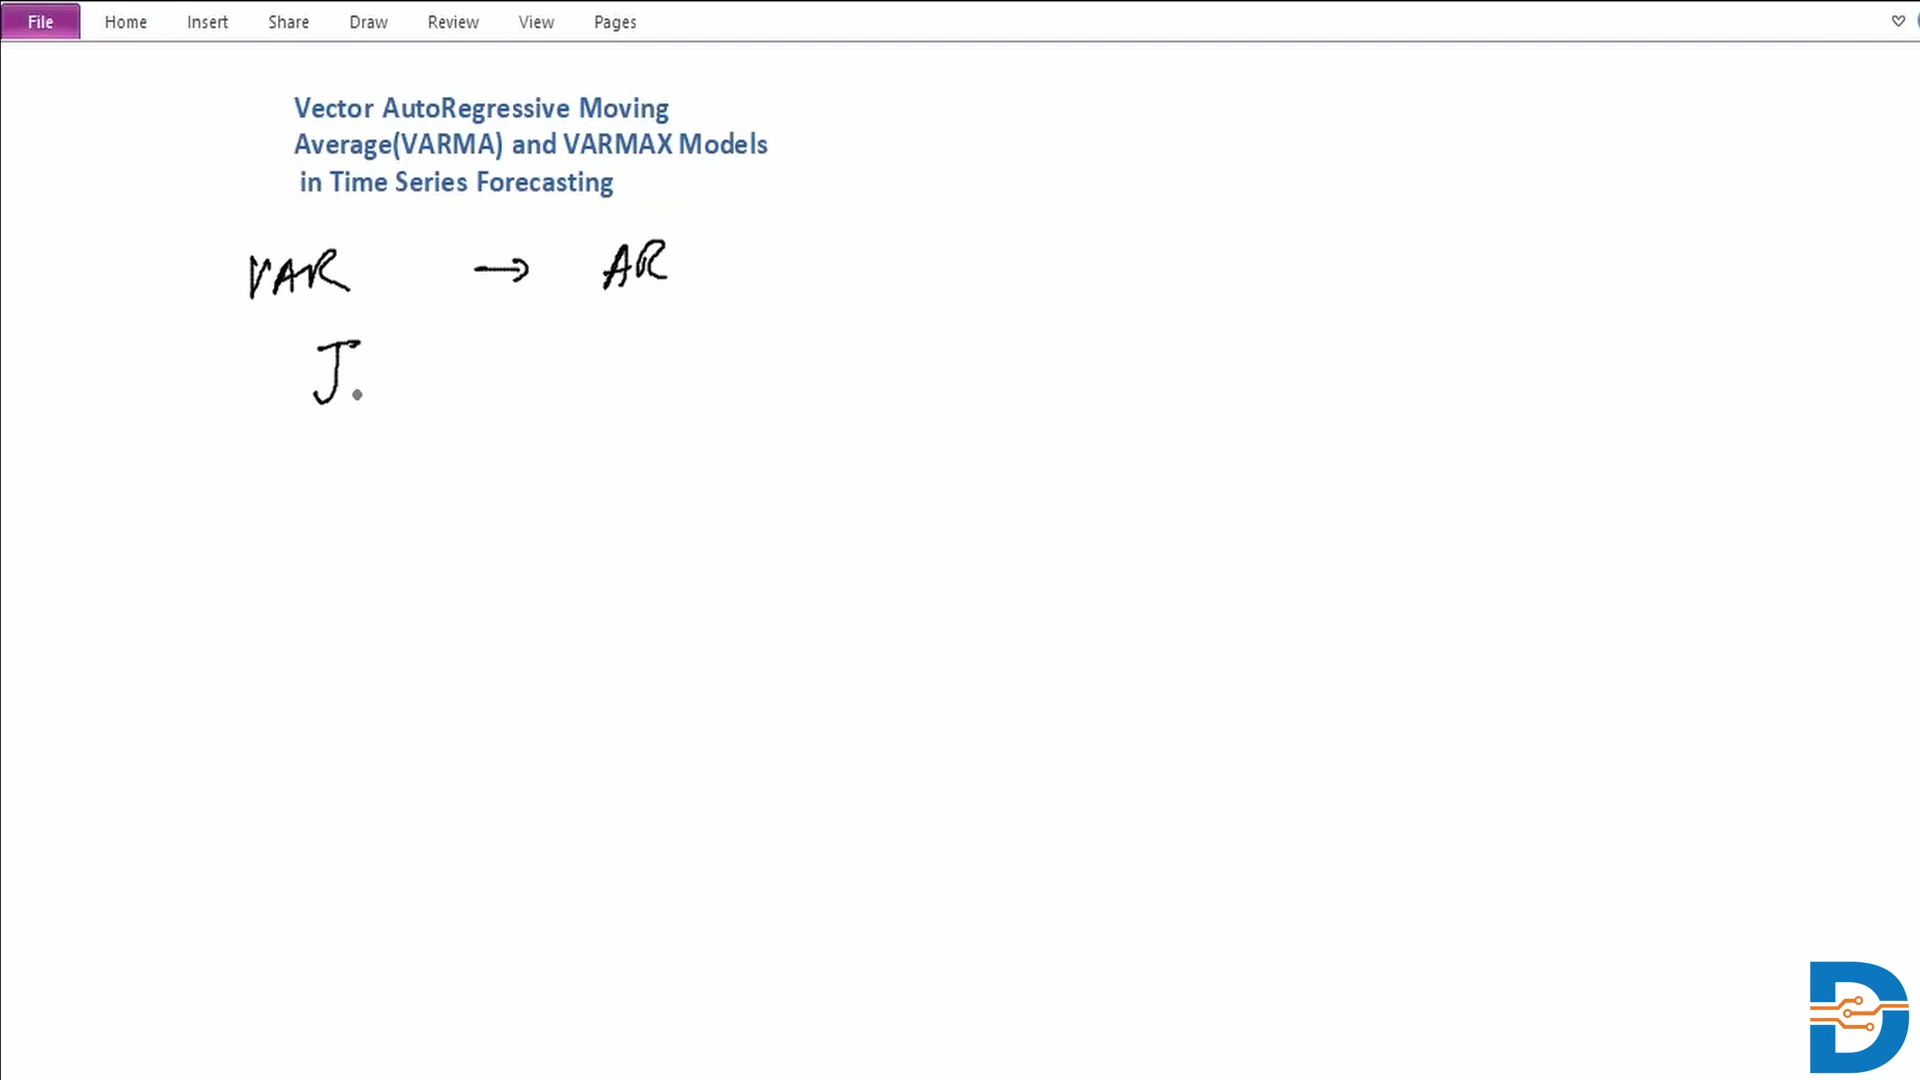 File Home Insert Share Draw Review View Pages
Vector AutoRegressive Moving
Average(VARMA) and VARMAX Models
in Time Series Forecasting
VAR → AR
J